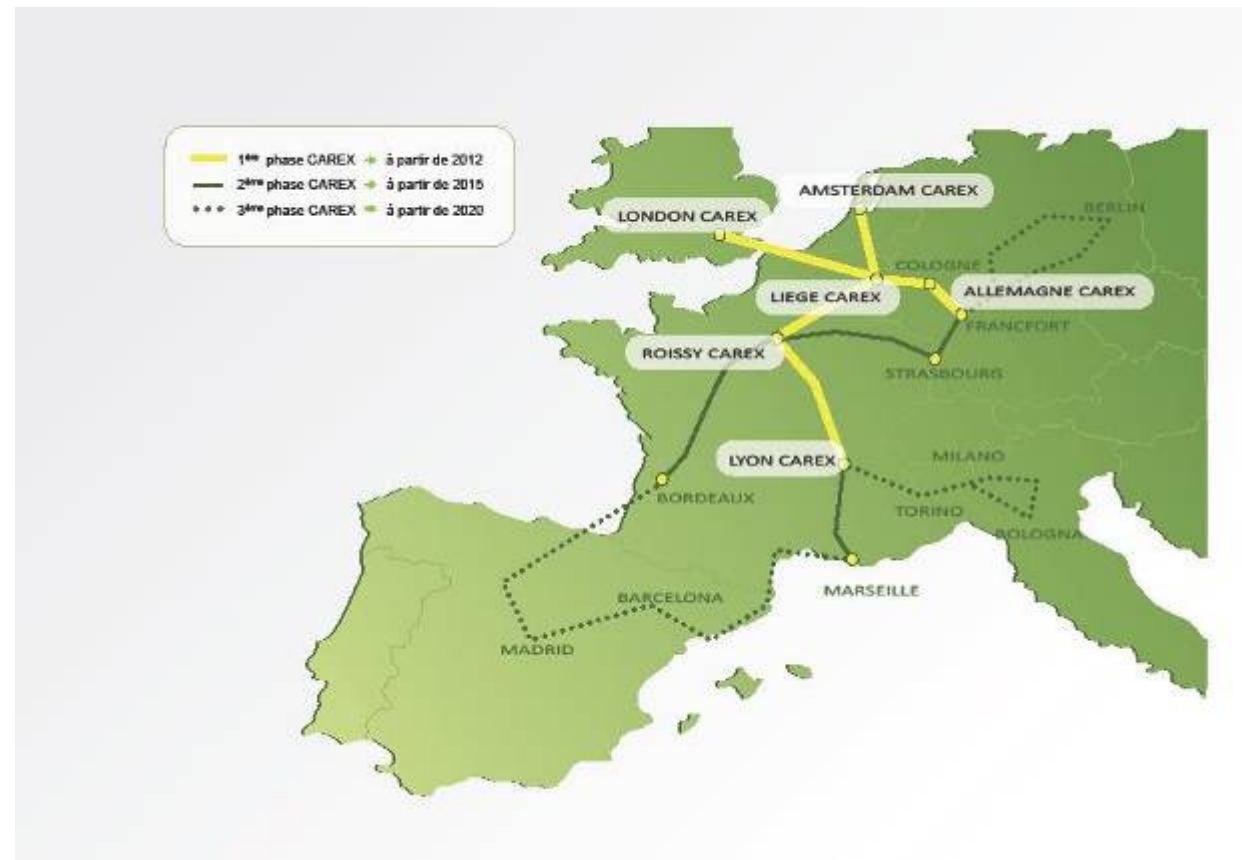 1ère phase CAREX → à partir de 2012
2ème phase CAREX → à partir de 2015
3ème phase CAREX → à partir de 2020
AMSTERDAM CAREX
LONDON CAREX
BERLIN
COLOGNE
LIEGE CAREX
ALLEMAGNE CAREX
FRANCFORT
ROISSY CAREX
STRASBOURG
LYON CAREX
MILANO
BORDEAUX
TORINO
BOLOGNA
MARSEILLE
BARCELONA
MADRID